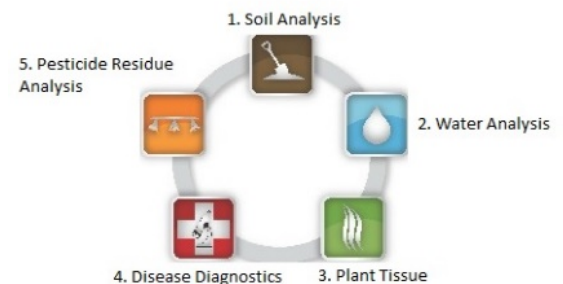 1. Soil Analysis
2. Water Analysis
3. Plant Tissue
4. Disease Diagnostics
5. Pesticide Residue
Analysis